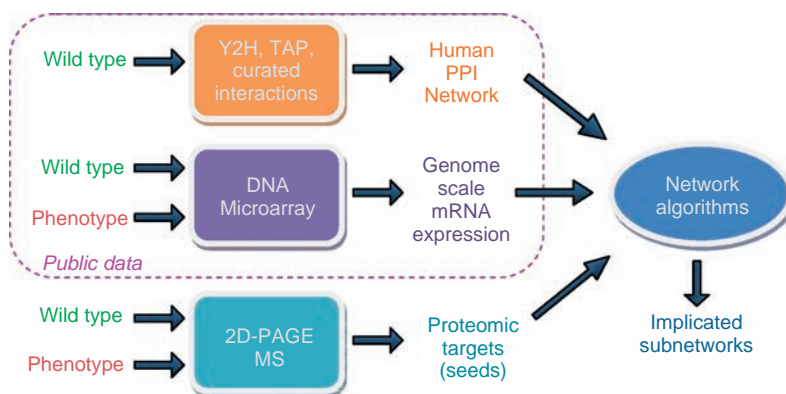 Wild type
Y2H, TAP,
curated
interactions
Human
PPI
Network
Wild type
Phenotype
DNA
Microarray
Genome
scale
mRNA
expression
Network
algorithms
Public data
Wild type
Phenotype
2D-PAGE
MS
Proteomic
targets
(seeds)
Implicated
subnetworks